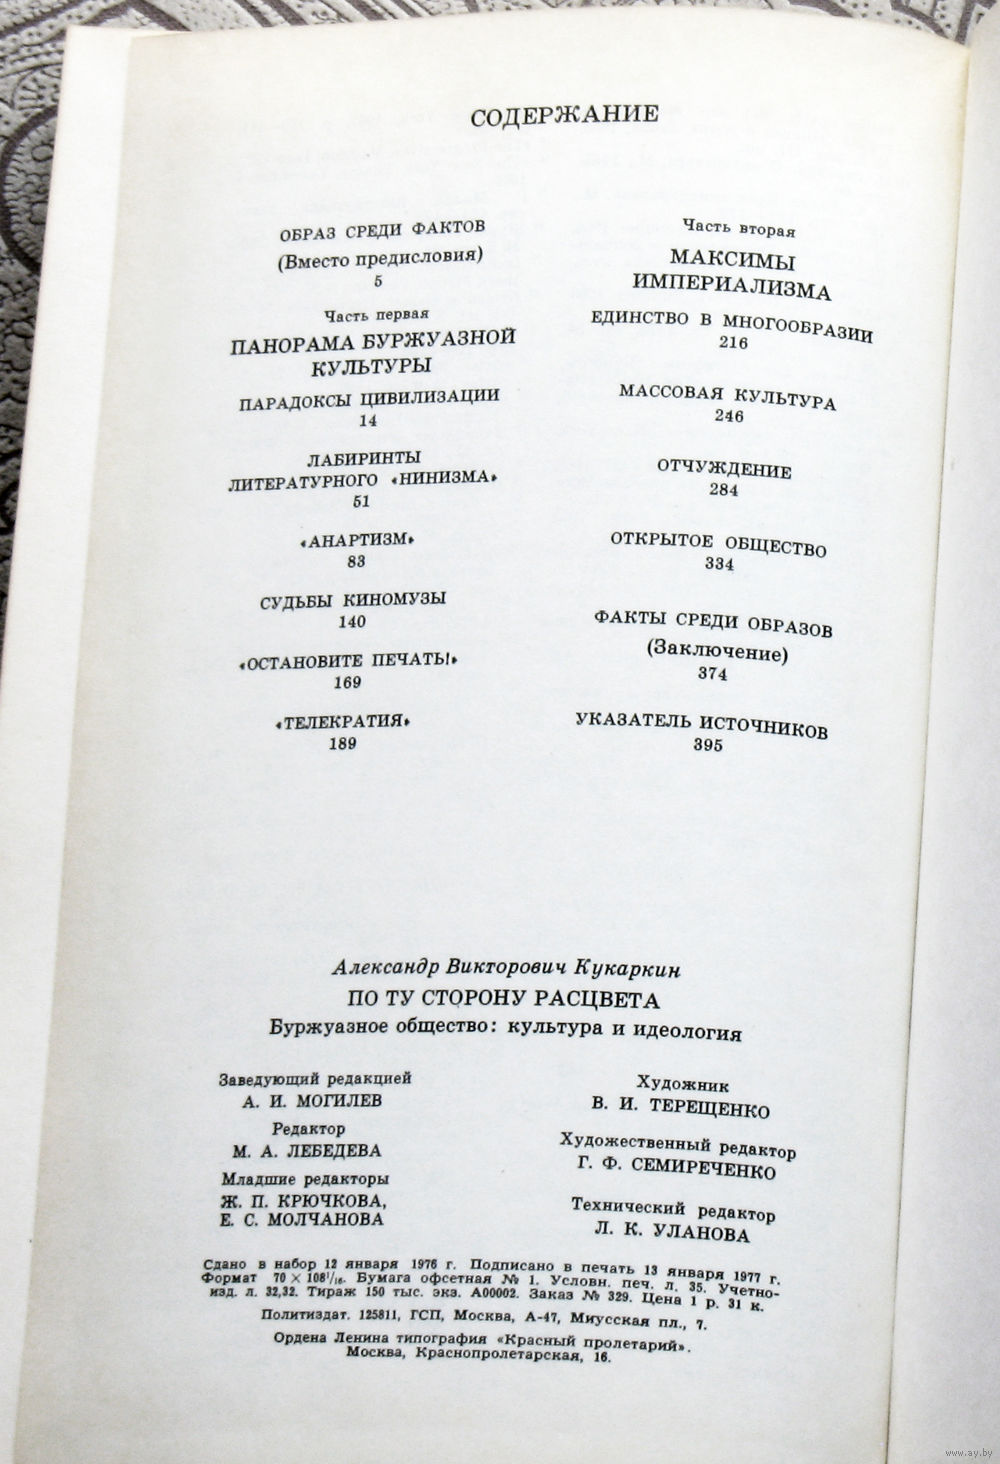 СОДЕРЖАНИЕ
ОБРАЗ СРЕДИ ФАКТОВ
(Вместо предисловия)
5
Часть первая
ПАНОРАМА БУРЖУАЗНОЙ
КУЛЬТУРЫ
ПАРАДОКСЫ ЦИВИЛИЗАЦИИ
14
ЛАБИРИНТЫ
ЛИТЕРАТУРНОГО «НИНИЗМА»
51
«АНАРТИЗМ»
83
СУДЬБЫ КИНОМУЗЫ
140
«ОСТАНОВИТЕ ПЕЧАТЬ!»
169
«ТЕЛЕКРАТИЯ»
189
Часть вторая
МАКСИМЫ
ИМПЕРИАЛИЗМА
ЕДИНСТВО В МНОГООБРАЗИИ
216
МАССОВАЯ КУЛЬТУРА
246
ОТЧУЖДЕНИЕ
284
ОТКРЫТОЕ ОБЩЕСТВО
334
ФАКТЫ СРЕДИ ОБРАЗОВ
(Заключение)
374
УКАЗАТЕЛЬ ИСТОЧНИКОВ
395
Александр Викторович Кукаркин
ПО ТУ СТОРОНУ РАСЦВЕТА
Буржуазное общество: культура и идеология
Заведующий редакцией
А. И. МОГИЛЕВ
Редактор
М. А. ЛЕБЕДЕВА
Младшие редакторы
Ж. П. КРЮЧКОВА,
Е. С. МОЛЧАНОВА
Художник
В. И. ТЕРЕЩЕНКО
Художественный редактор
Г. Ф. СЕМИРЕЧЕНКО
Технический редактор
Л. К. УЛАНОВА
Сдано в набор 12 января 1976 г. Подписано в печать 13 января 1977 г.
Формат 70 × 108¹/₁₆. Бумага офсетная № 1. Условн. печ. л. 35. Учетно-
изд. л. 32,32. Тираж 150 тыс. экз. А00002. Заказ № 329. Цена 1 р. 31 к.
Политиздат. 125811, ГСП, Москва, А-47, Миусская пл., 7.
Ордена Ленина типография «Красный пролетарий».
Москва, Краснопролетарская, 16.
www.ay.by